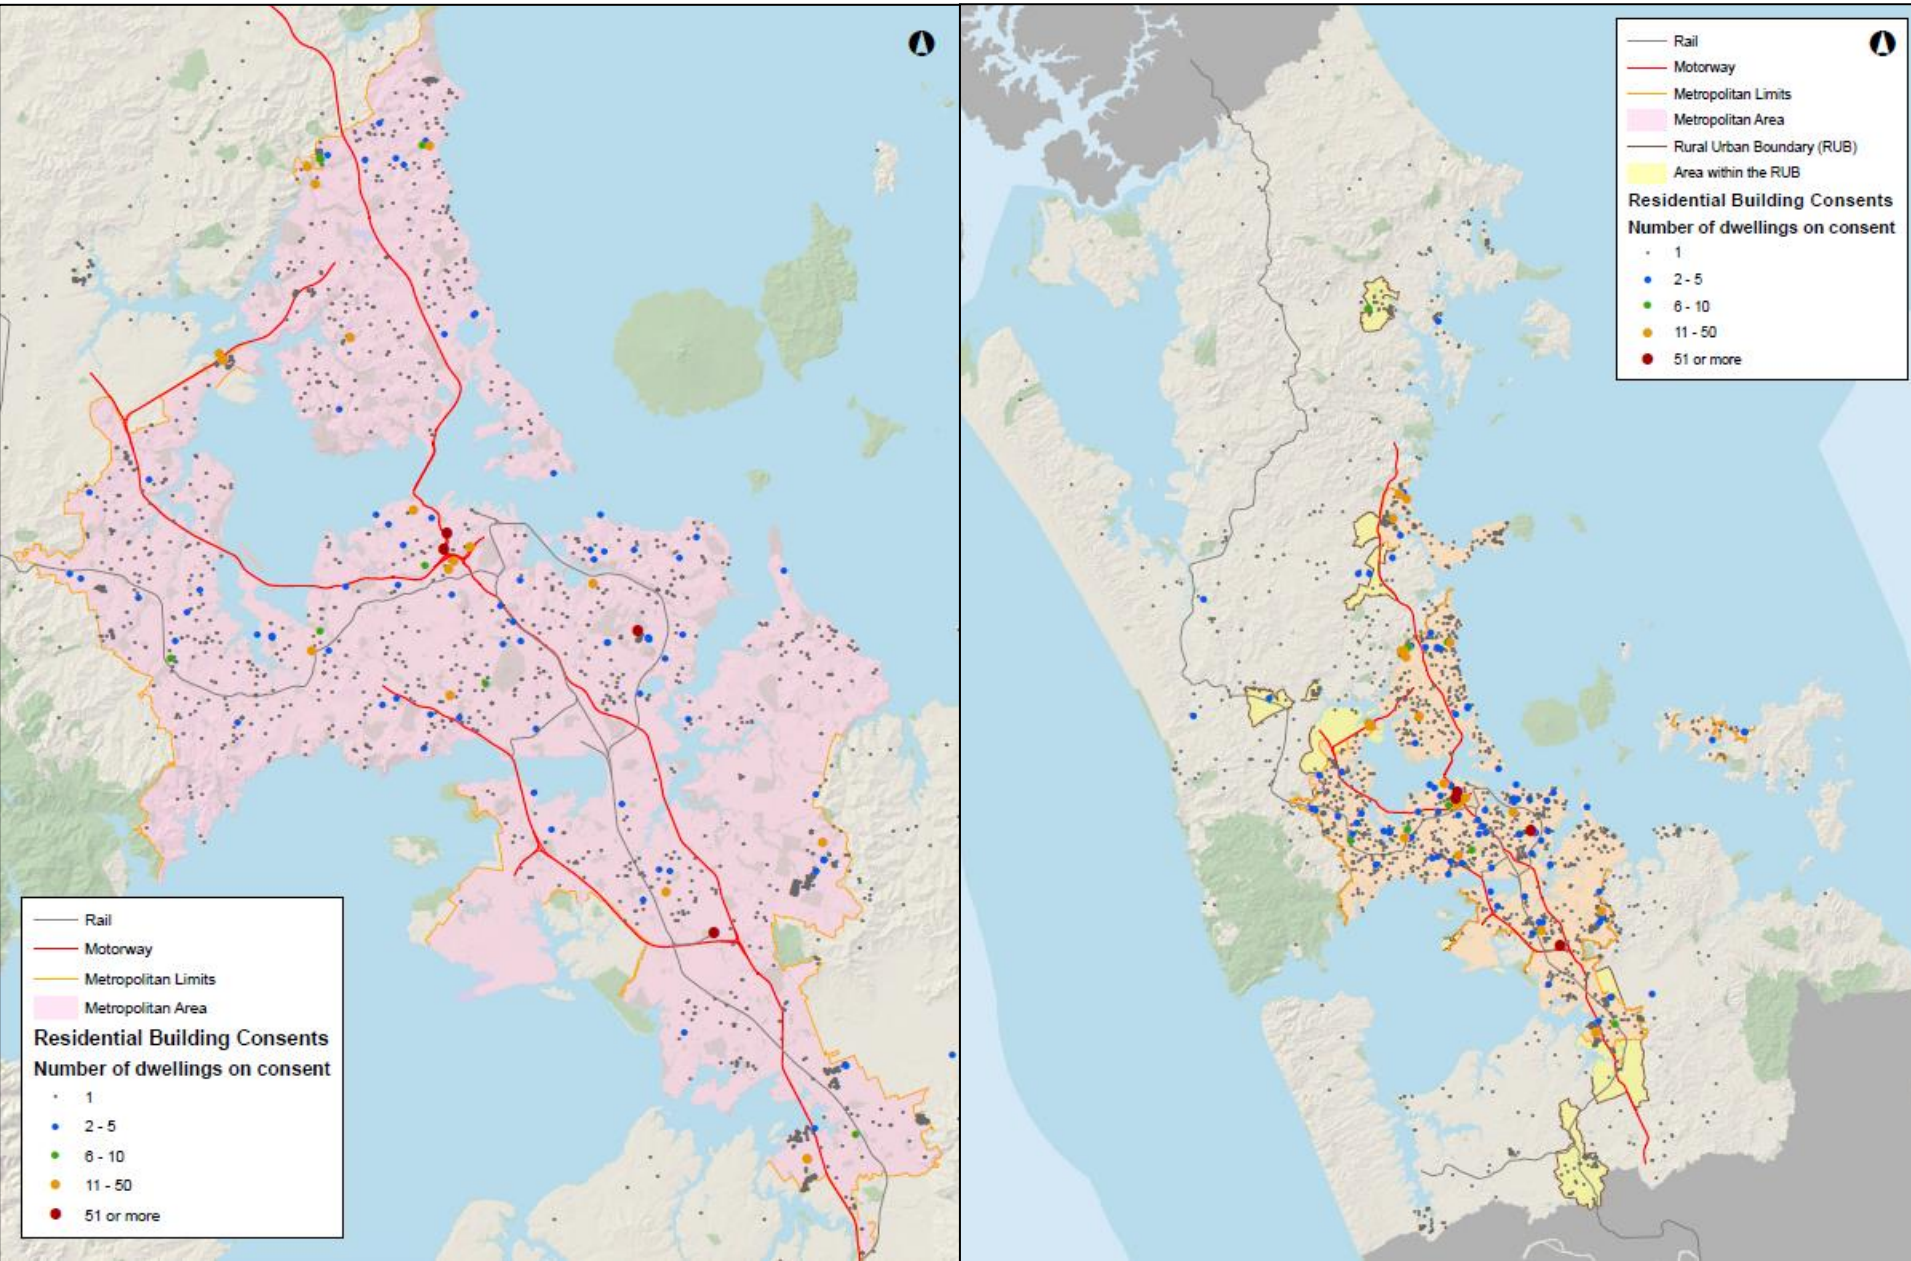 Rail
Motorway
Metropolitan Limits
Metropolitan Area
Residential Building Consents
Number of dwellings on consent
1
2 - 5
6 - 10
11 - 50
51 or more
Rail
Motorway
Metropolitan Limits
Metropolitan Area
Rural Urban Boundary (RUB)
Area within the RUB
Residential Building Consents
Number of dwellings on consent
1
2 - 5
6 - 10
11 - 50
51 or more